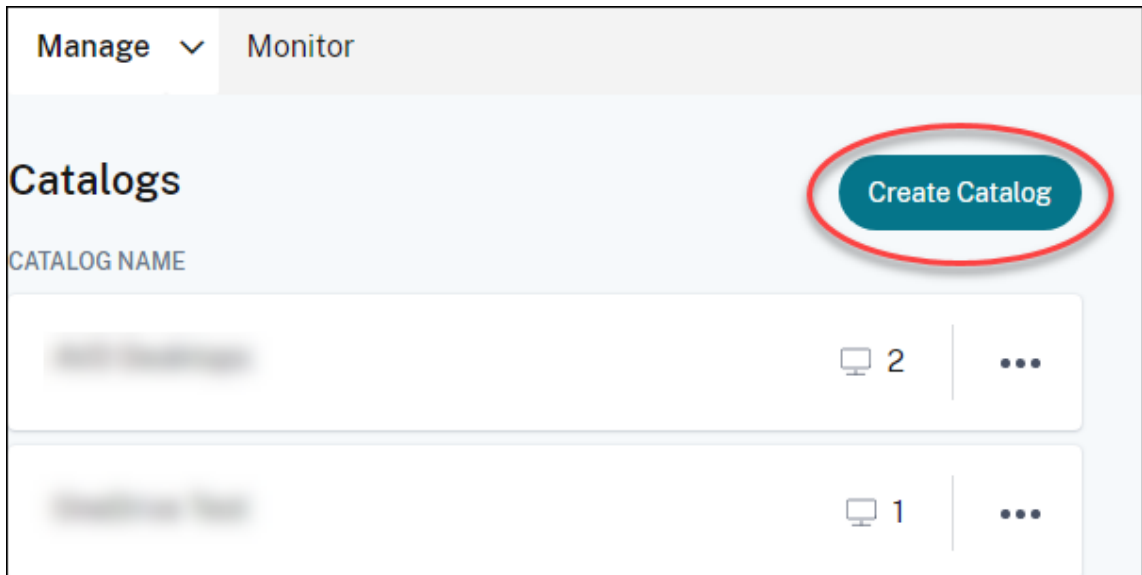 Manage Monitor
Catalogs
Create Catalog
CATALOG NAME
2
1